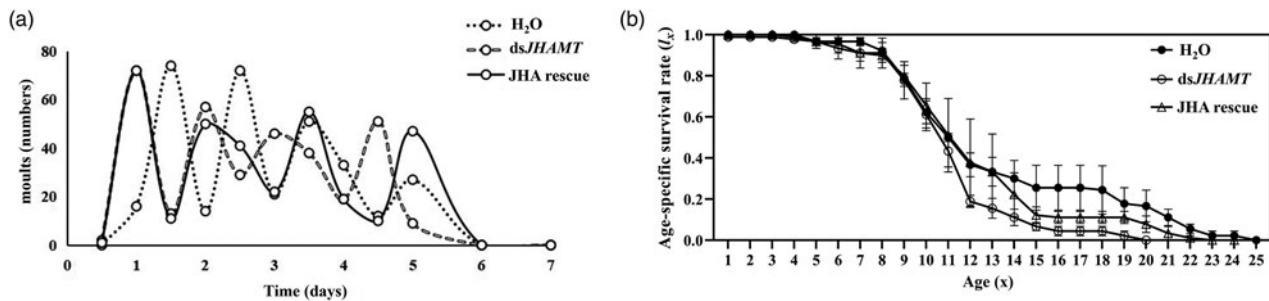 (a)
H₂O
dsJHAMT
JHA rescue
80
60
40
20
0
moults (numbers)
0 1 2 3 4 5 6 7
Time (days)
(b)
H₂O
dsJHAMT
JHA rescue
1.0
0.8
0.6
0.4
0.2
0.0
Age-specific survival rate (lₓ)
1 2 3 4 5 6 7 8 9 10 11 12 13 14 15 16 17 18 19 20 21 22 23 24 25
Age (x)